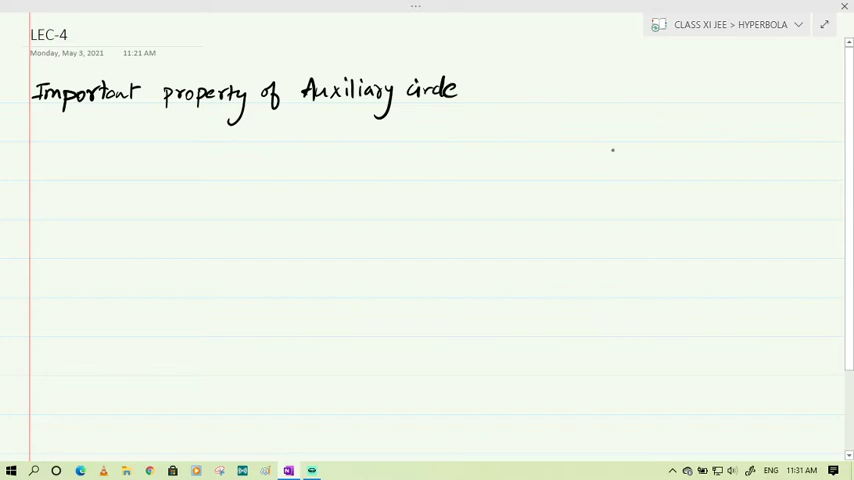 CLASS XI JEE > HYPERBOLA
LEC-4
Monday, May 3, 2021 11:21 AM
Important property of Auxiliary circle
ENG 11:31 AM